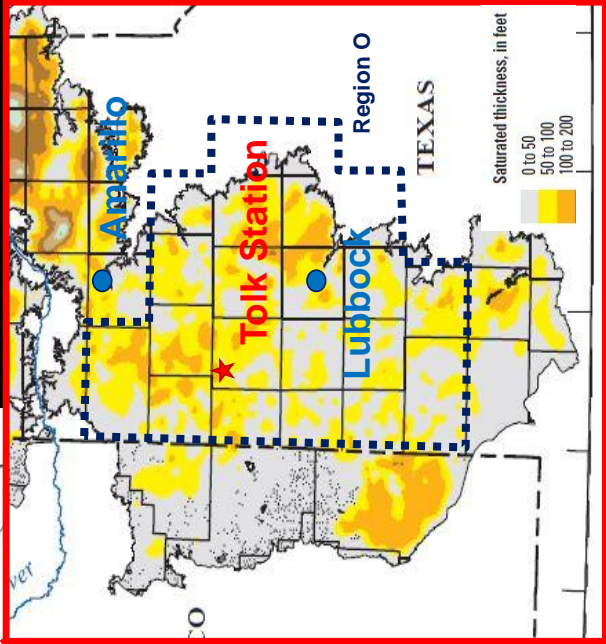 Amarillo
Tolk Station
Lubbock
Region O
TEXAS
Saturated thickness, in feet
0 to 50
50 to 100
100 to 200
CO
ver